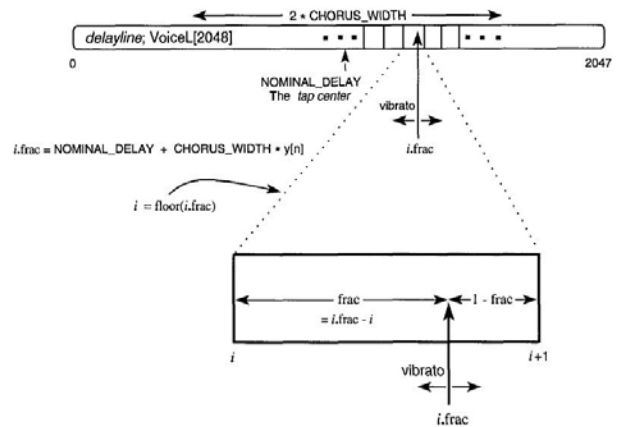 2 * CHORUS_WIDTH
delayline; VoiceL[2048]
0
2047
NOMINAL_DELAY
The tap center
vibrato
i.frac
i.frac = NOMINAL_DELAY + CHORUS_WIDTH * y[n]
i = floor(i.frac)
frac
1 - frac
= i.frac - i
i
i+1
vibrato
i.frac